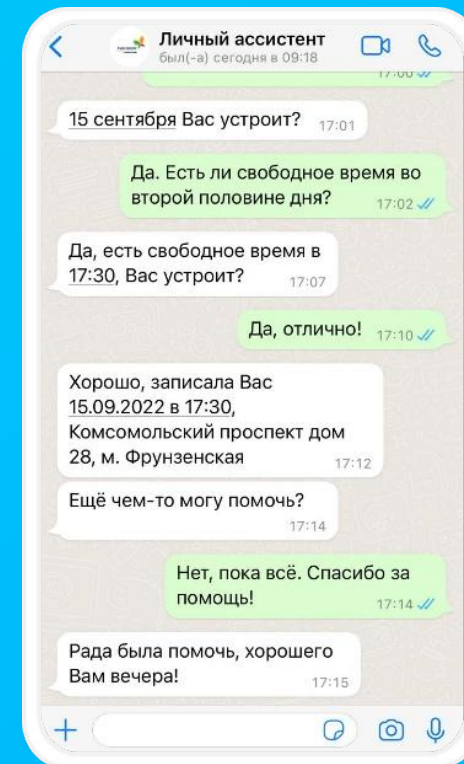 Личный ассистент
был(-а) сегодня в 09:18
17:00
15 сентября Вас устроит? 17:01
Да. Есть ли свободное время во
второй половине дня? 17:02
Да, есть свободное время в
17:30, Вас устроит? 17:07
Да, отлично! 17:10
Хорошо, записала Вас
15.09.2022 в 17:30,
Комсомольский проспект дом
28, м. Фрунзенская 17:12
Ещё чем-то могу помочь?
17:14
Нет, пока всё. Спасибо за
помощь! 17:14
Рада была помочь, хорошего
Вам вечера! 17:15